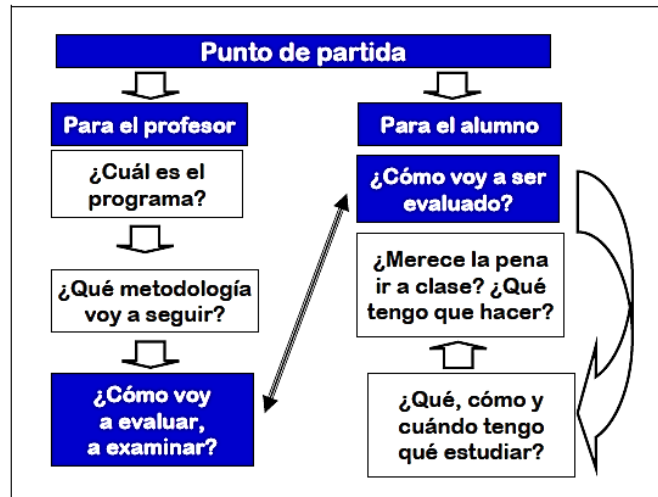 Punto de partida
Para el profesor
¿Cuál es el
programa?
¿Qué metodología
voy a seguir?
¿Cómo voy
a evaluar,
a examinar?
Para el alumno
¿Cómo voy a ser
evaluado?
¿Merece la pena
ir a clase? ¿Qué
tengo que hacer?
¿Qué, cómo y
cuándo tengo
qué estudiar?